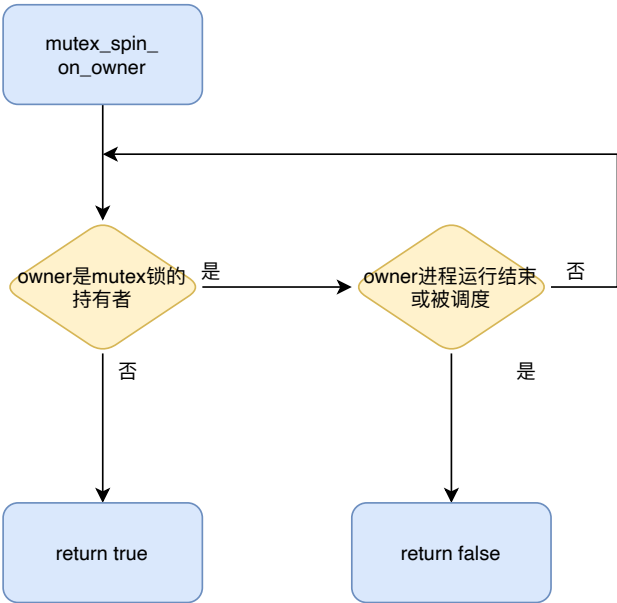 mutex_spin_
on_owner
owner是mutex锁的
持有者
是
owner进程运行结束
或被调度
否
否
是
return true
return false